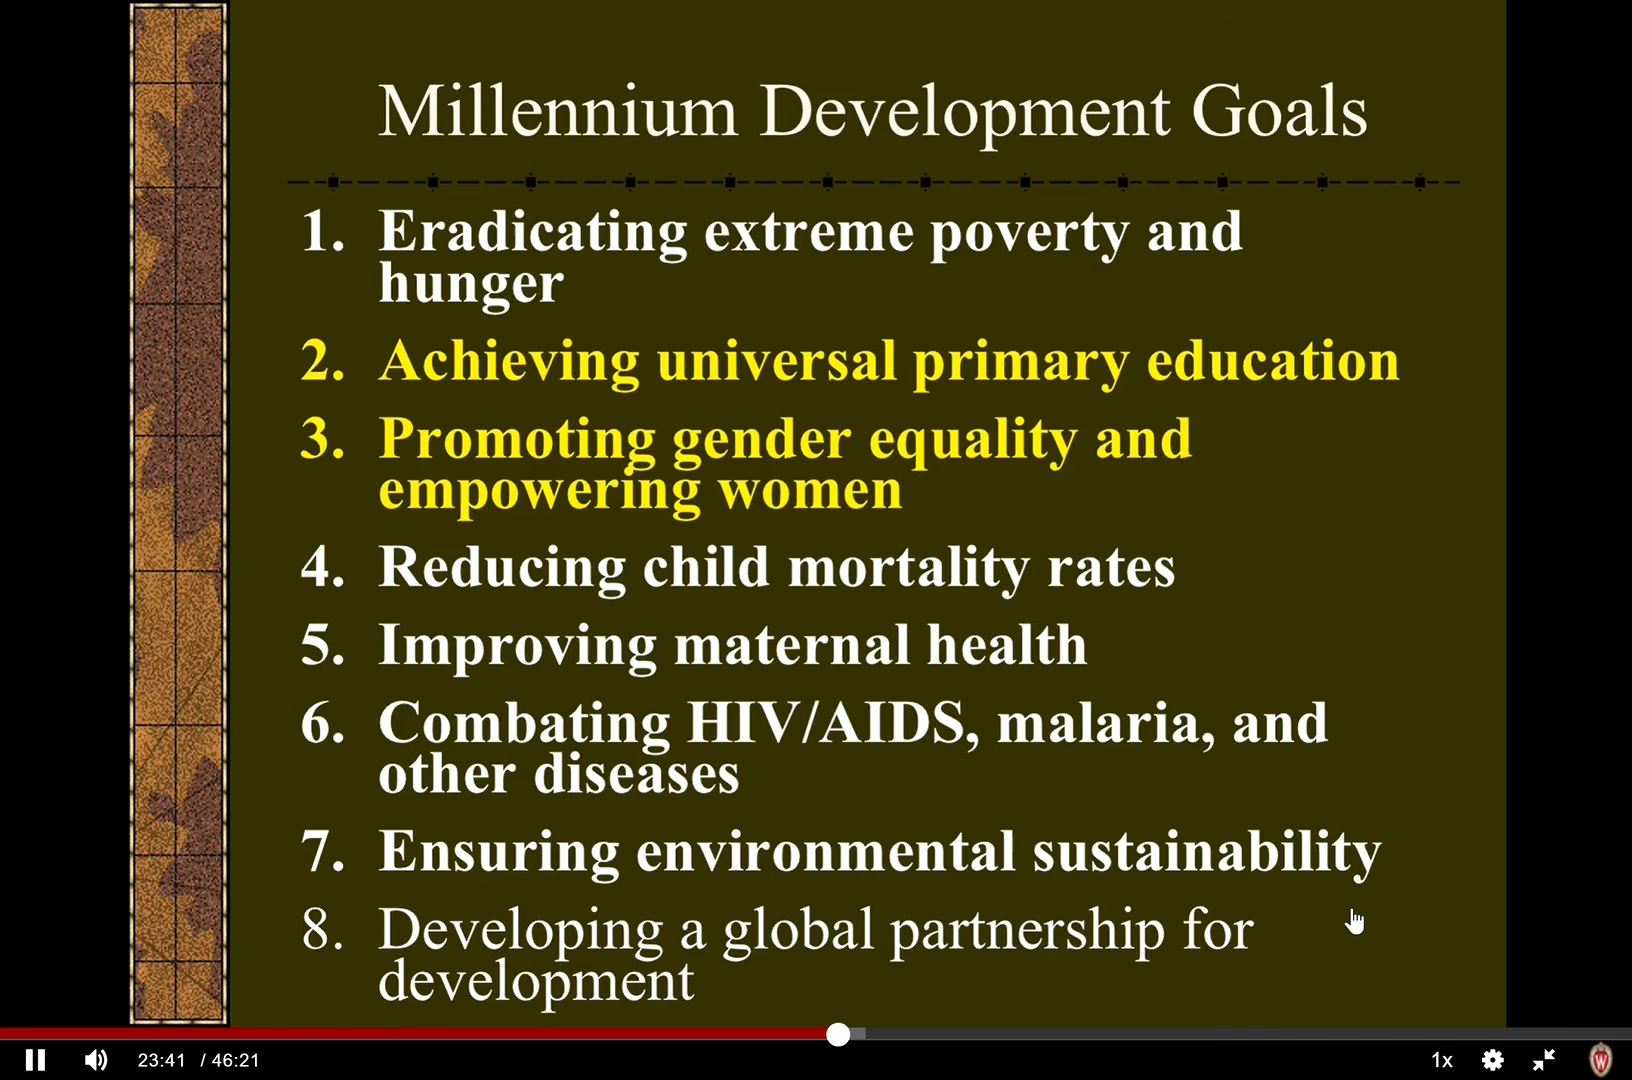 Millennium Development Goals
1. Eradicating extreme poverty and
hunger
2. Achieving universal primary education
3. Promoting gender equality and
empowering women
4. Reducing child mortality rates
5. Improving maternal health
6. Combating HIV/AIDS, malaria, and
other diseases
7. Ensuring environmental sustainability
8. Developing a global partnership for
development
23:41 / 46:21 1x W